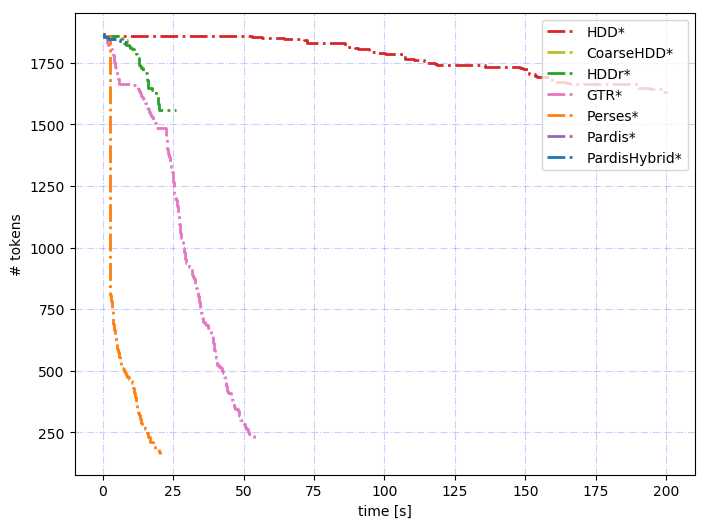 HDD*
CoarseHDD*
HDDr*
GTR*
Perses*
Pardis*
PardisHybrid*
# tokens
1750
1500
1250
1000
750
500
250
0 25 50 75 100 125 150 175 200
time [s]